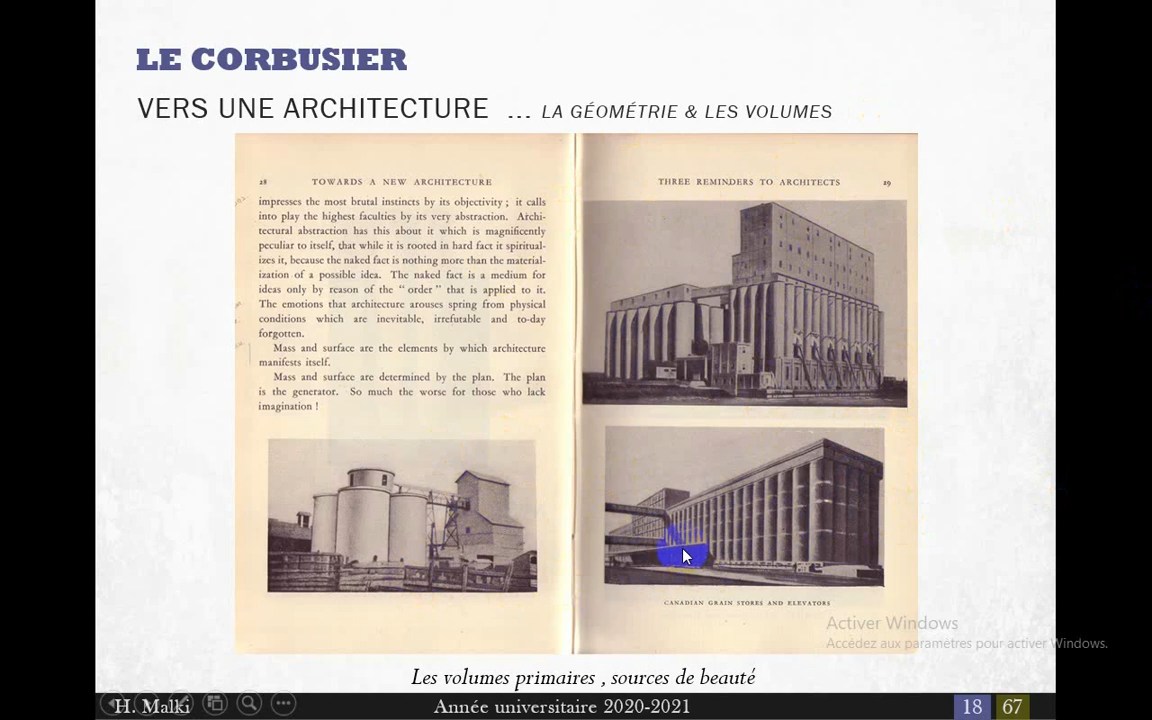 LE CORBUSIER
VERS UNE ARCHITECTURE ... LA GÉOMÉTRIE & LES VOLUMES
28 TOWARDS A NEW ARCHITECTURE
impresses the most brutal instincts by its objectivity ; it calls
into play the highest faculties by its very abstraction. Archi-
tectural abstraction has this about it which is magnificently
peculiar to itself, that while it is rooted in hard fact it spiritual-
izes it, because the naked fact is nothing more than the material-
ization of a possible idea. The naked fact is a medium for
ideas only by reason of the “ order ” that is applied to it.
The emotions that architecture arouses spring from physical
conditions which are inevitable, irrefutable and to-day
forgotten.
Mass and surface are the elements by which architecture
manifests itself.
Mass and surface are determined by the plan. The plan
is the generator. So much the worse for those who lack
imagination !
THREE REMINDERS TO ARCHITECTS 29
CANADIAN GRAIN STORES AND ELEVATORS
Activer Windows
Accédez aux paramètres pour activer Windows.
Les volumes primaires , sources de beauté
H. Malki Année universitaire 2020-2021 18 67